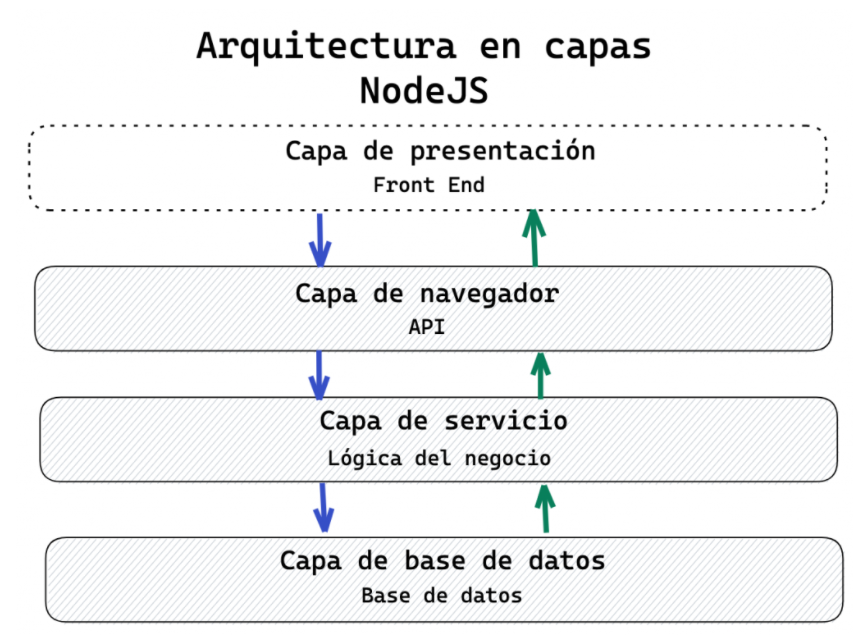 Arquitectura en capas
NodeJS
Capa de presentación
Front End
Capa de navegador
API
Capa de servicio
Lógica del negocio
Capa de base de datos
Base de datos